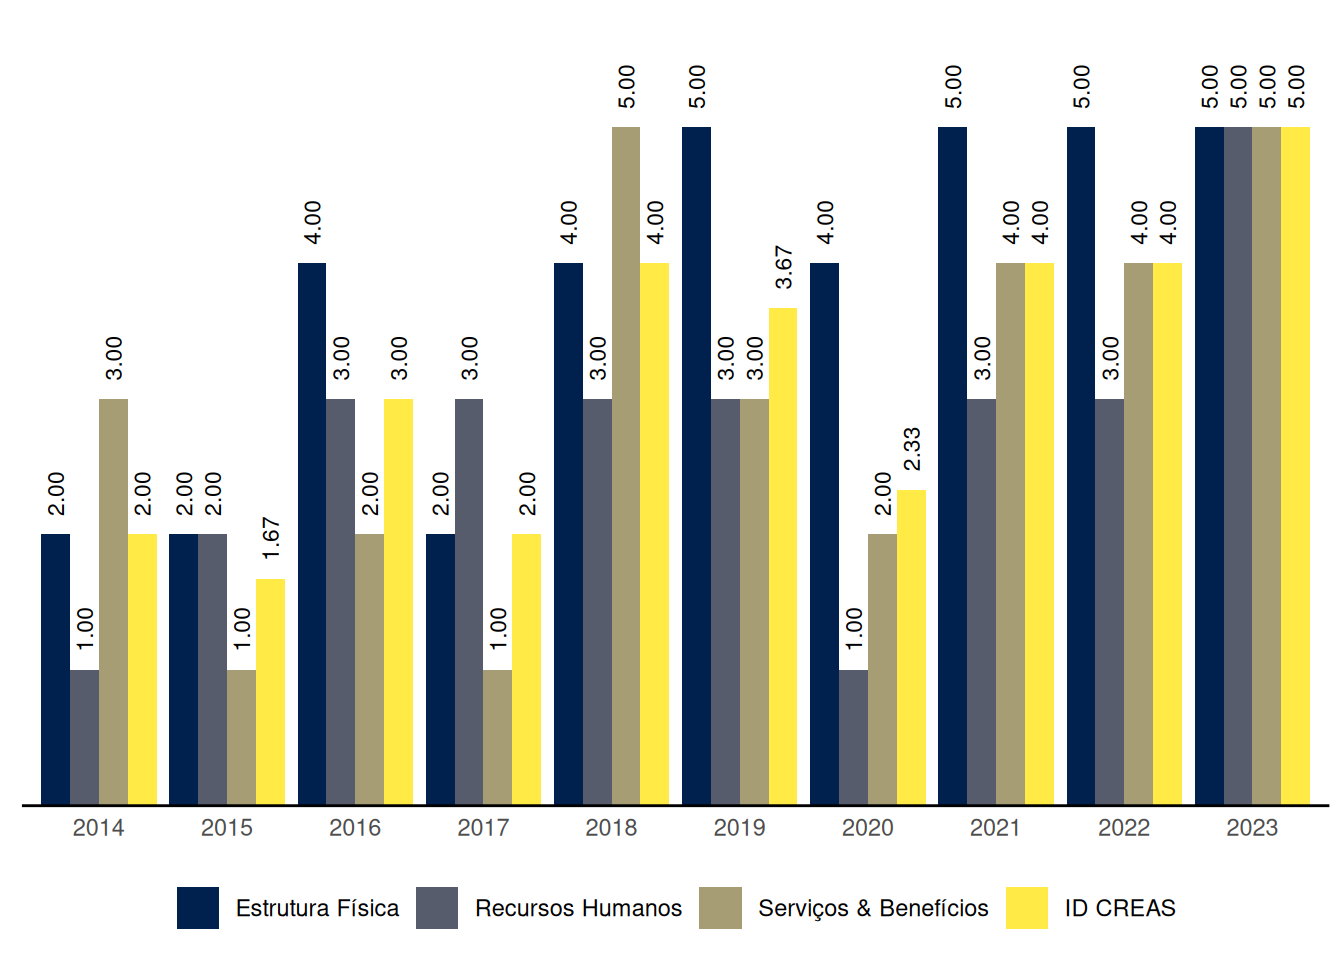 2.00 1.00 3.00 2.00
2.00 2.00 1.00 1.67
4.00 3.00 2.00 3.00
2.00 3.00 1.00 2.00
4.00 3.00 5.00 4.00
5.00 3.00 3.00 3.67
4.00 1.00 2.00 2.33
5.00 3.00 4.00 4.00
5.00 3.00 4.00 4.00
5.00 5.00 5.00 5.00
2014 2015 2016 2017 2018 2019 2020 2021 2022 2023
Estrutura Física Recursos Humanos Serviços & Benefícios ID CREAS